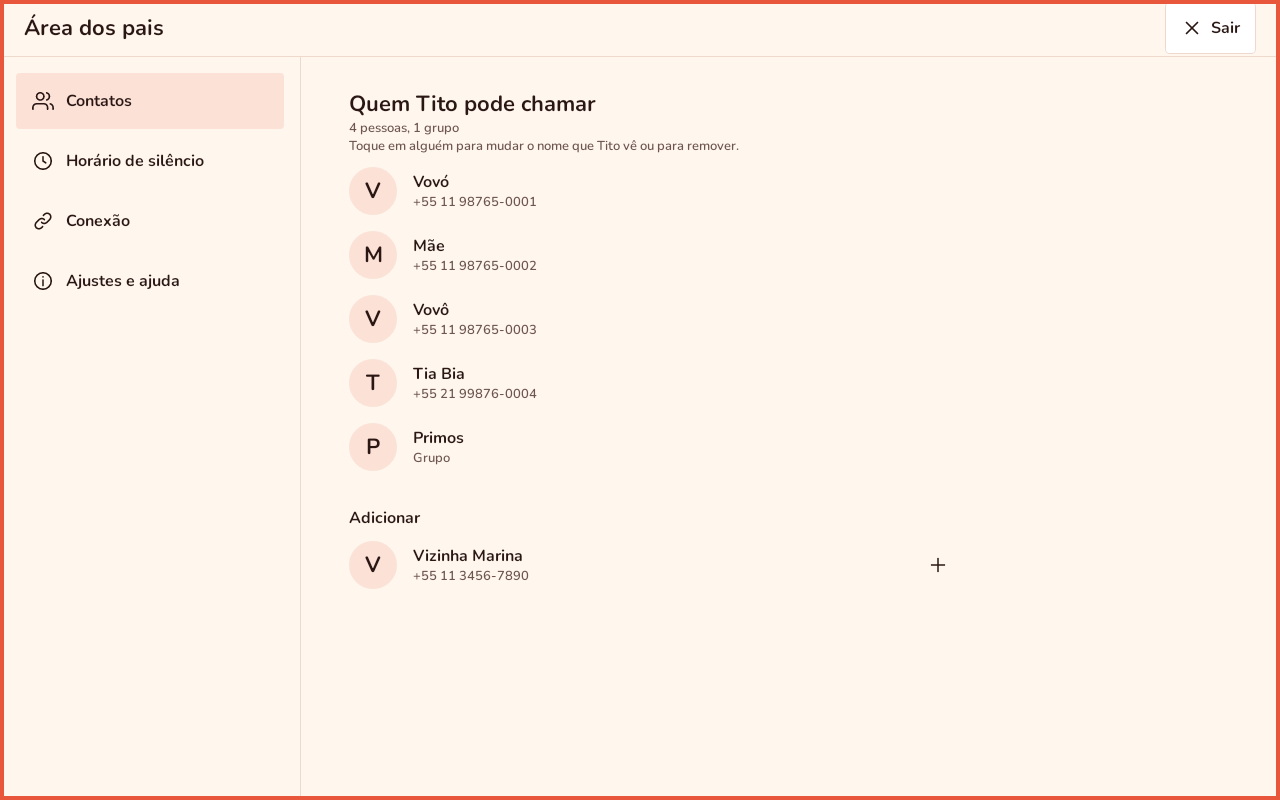 Área dos pais
Sair
Contatos
Horário de silêncio
Conexão
Ajustes e ajuda
Quem Tito pode chamar
4 pessoas, 1 grupo
Toque em alguém para mudar o nome que Tito vê ou para remover.
V
Vovó
+55 11 98765-0001
M
Mãe
+55 11 98765-0002
V
Vovô
+55 11 98765-0003
T
Tia Bia
+55 21 99876-0004
P
Primos
Grupo
Adicionar
V
Vizinha Marina
+55 11 3456-7890